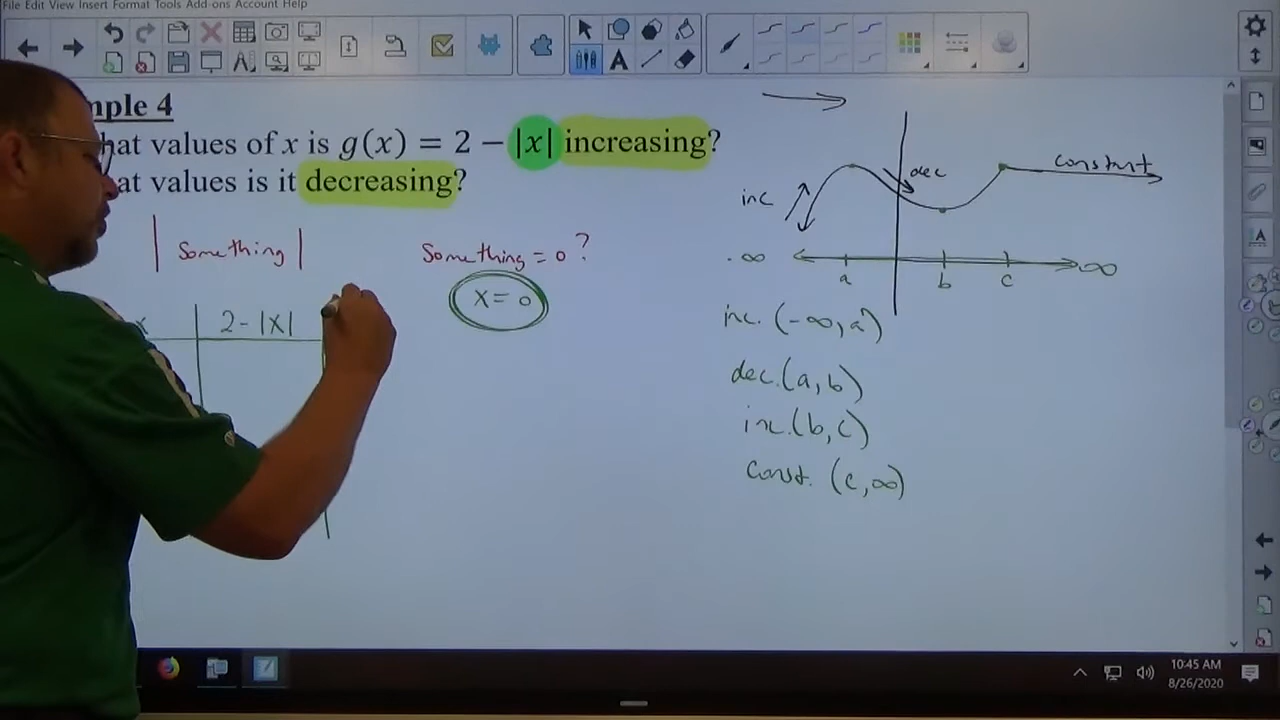 File Edit View Insert Format Tools Add-ons Account Help
mple 4
hat values of x is g(x) = 2 − |x| increasing?
at values is it decreasing?
| Something |
Something = 0 ?
x = 0
x
2 - |x|
inc
dec
constant
∞
a
b
c
∞
inc. (-∞, a)
dec. (a, b)
inc. (b, c)
const. (c, ∞)
10:45 AM
8/26/2020